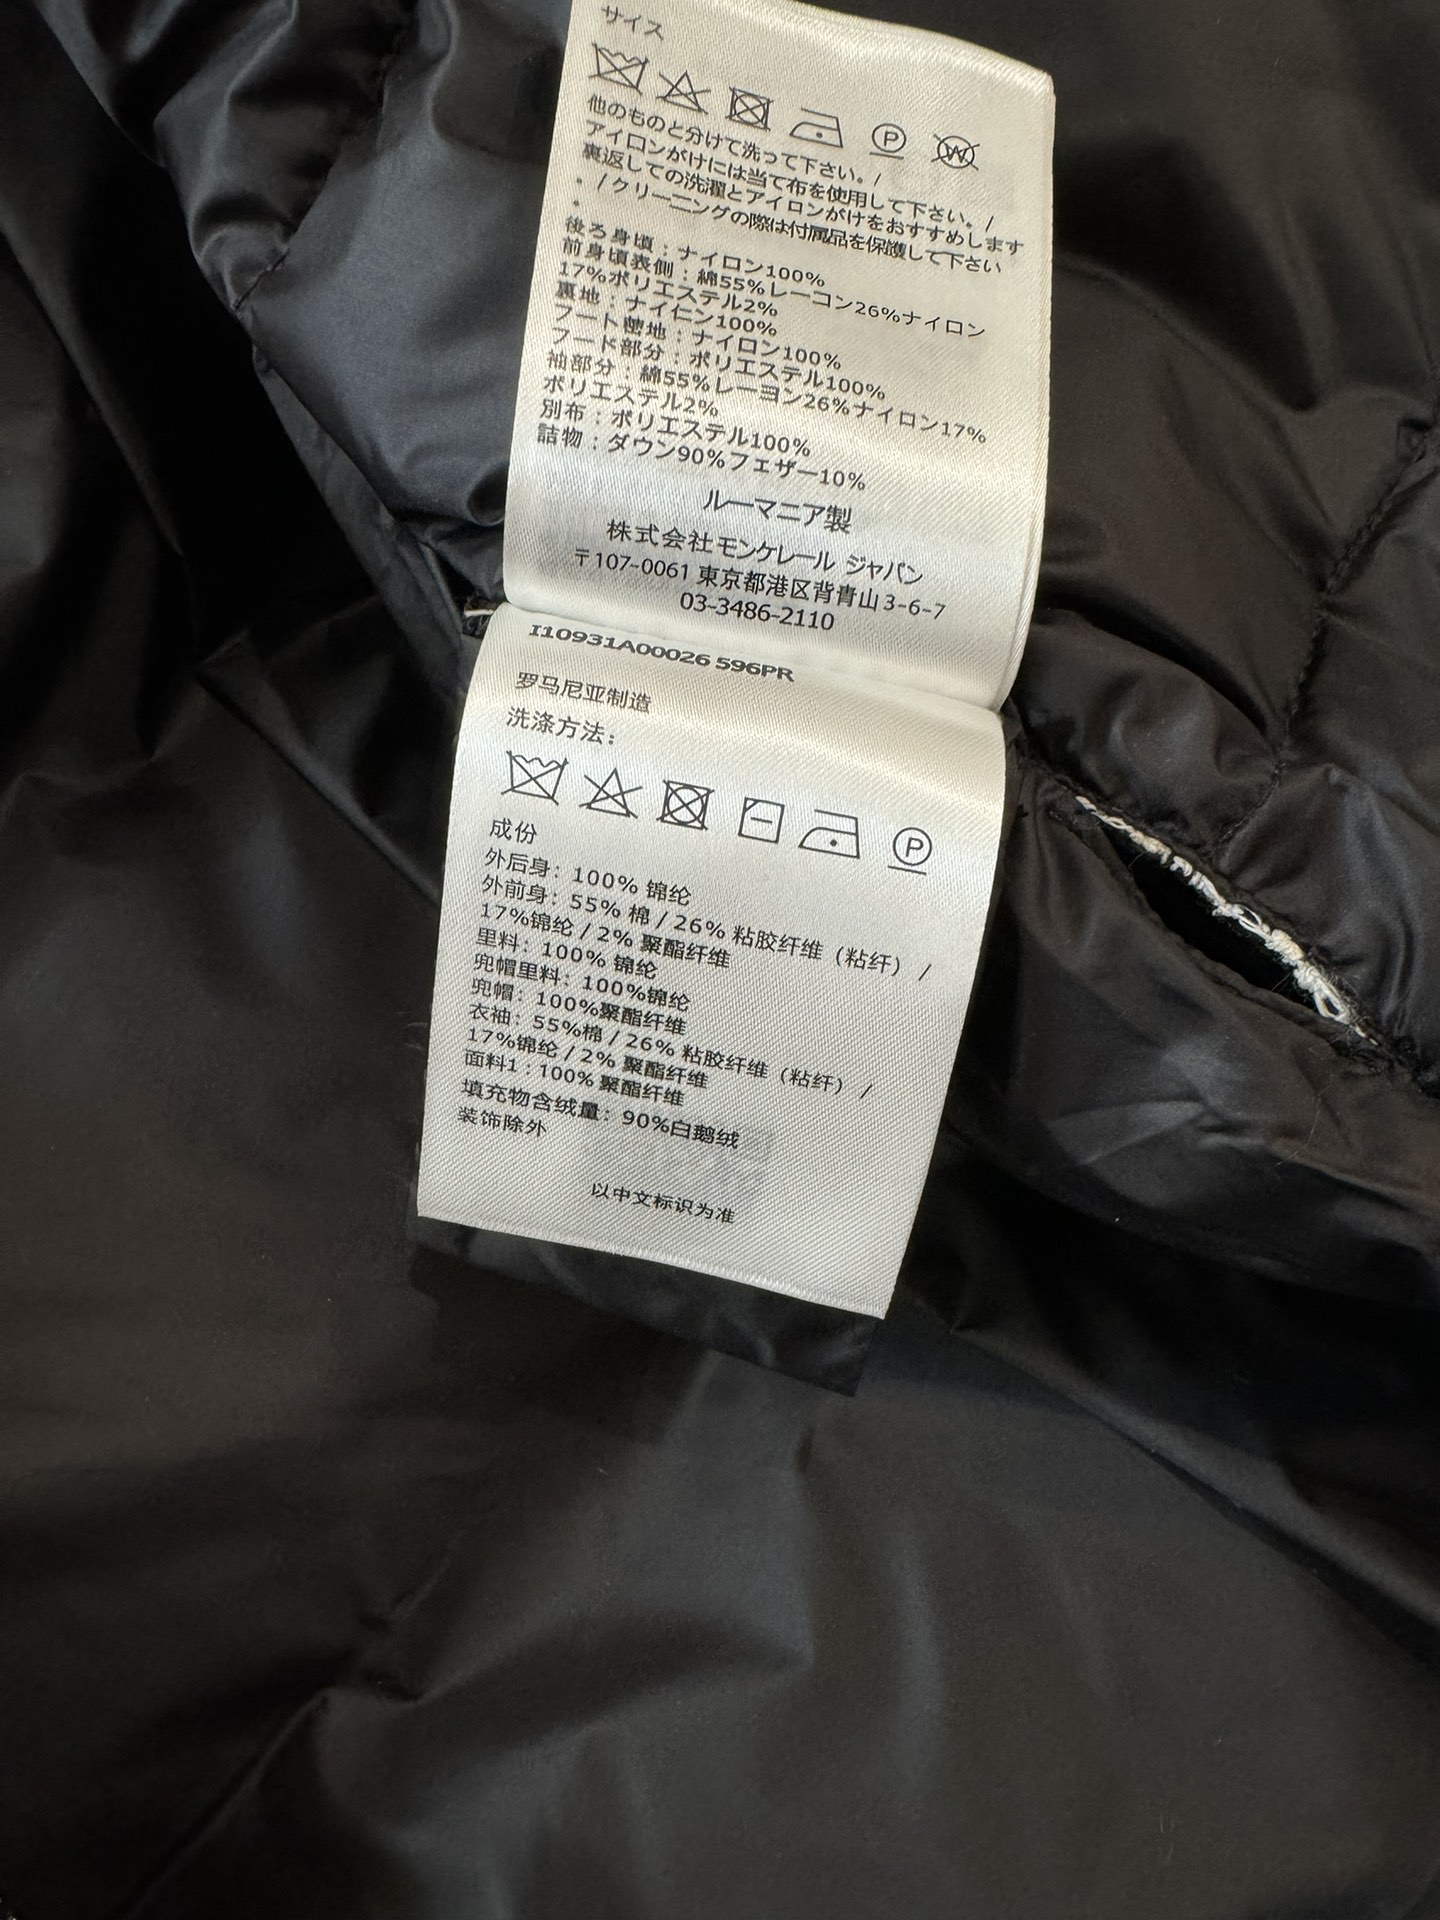 サイス
P
W
他のものと分けて洗って下さい。/
アイロンがけには当て布を使用して下さい。/
裏返しての洗濯とアイロンがけをおすすめします
。/クリーニングの際は付属品を保護して下さい
。
後ろ身頃：ナイロン100%
前身頃表側：綿55%レーコン26%ナイロン
17%ポリエステル2%
裏地：ナイ仁ン100%
フート啌地：ナイロン100%
フード部分：ポリエステル100%
袖部分：綿55%レーヨン26%ナイロン17%
ポリエステル2%
別布：ポリエステル100%
詰物：ダウン90%フェザー10%
ルーマニア製
株式会社モンケレール ジャパン
〒107-0061 東京都港区背青山3-6-7
03-3486-2110
I10931A00026 596PR
罗马尼亚制造
洗涤方法：
P
成份
外后身：100% 锦纶
外前身：55% 棉 / 26% 粘胶纤维（粘纤） /
17%锦纶 / 2% 聚酯纤维
里料：100% 锦纶
兜帽里料：100%锦纶
兜帽：100%聚酯纤维
衣袖：55%棉 / 26% 粘胶纤维（粘纤） /
17%锦纶 / 2% 聚酯纤维
面料1：100% 聚酯纤维
填充物含绒量：90%白鹅绒
装饰除外
以中文标识为准